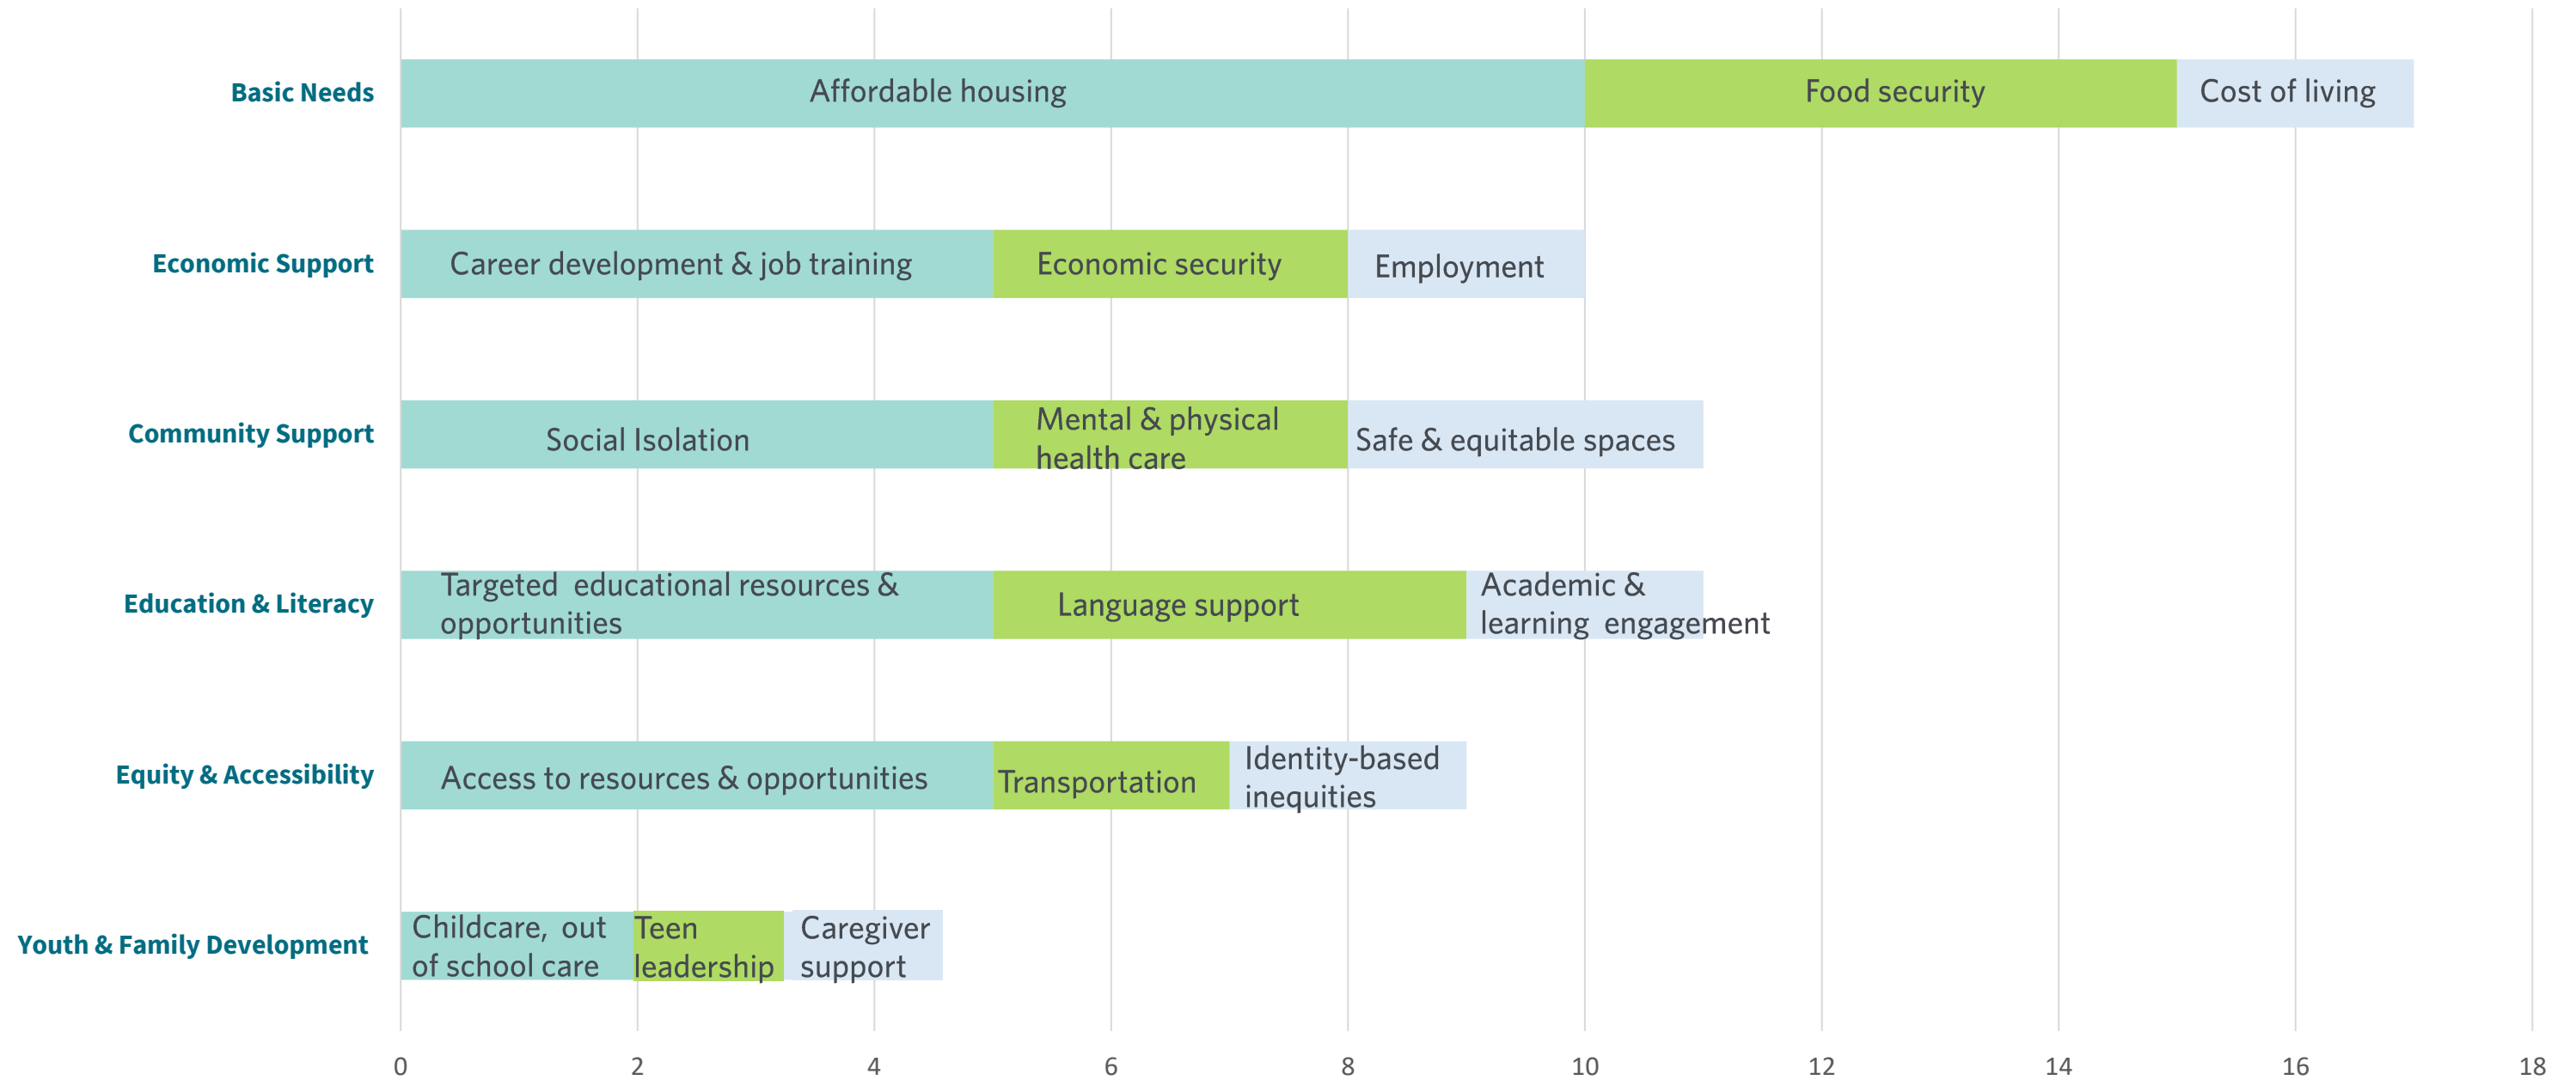 Basic Needs
Affordable housing
Food security
Cost of living
Economic Support
Career development & job training
Economic security
Employment
Community Support
Social Isolation
Mental & physical
health care
Safe & equitable spaces
Education & Literacy
Targeted educational resources &
opportunities
Language support
Academic &
learning engagement
Equity & Accessibility
Access to resources & opportunities
Transportation
Identity-based
inequities
Youth & Family Development
Childcare, out
of school care
Teen
leadership
Caregiver
support
0 2 4 6 8 10 12 14 16 18